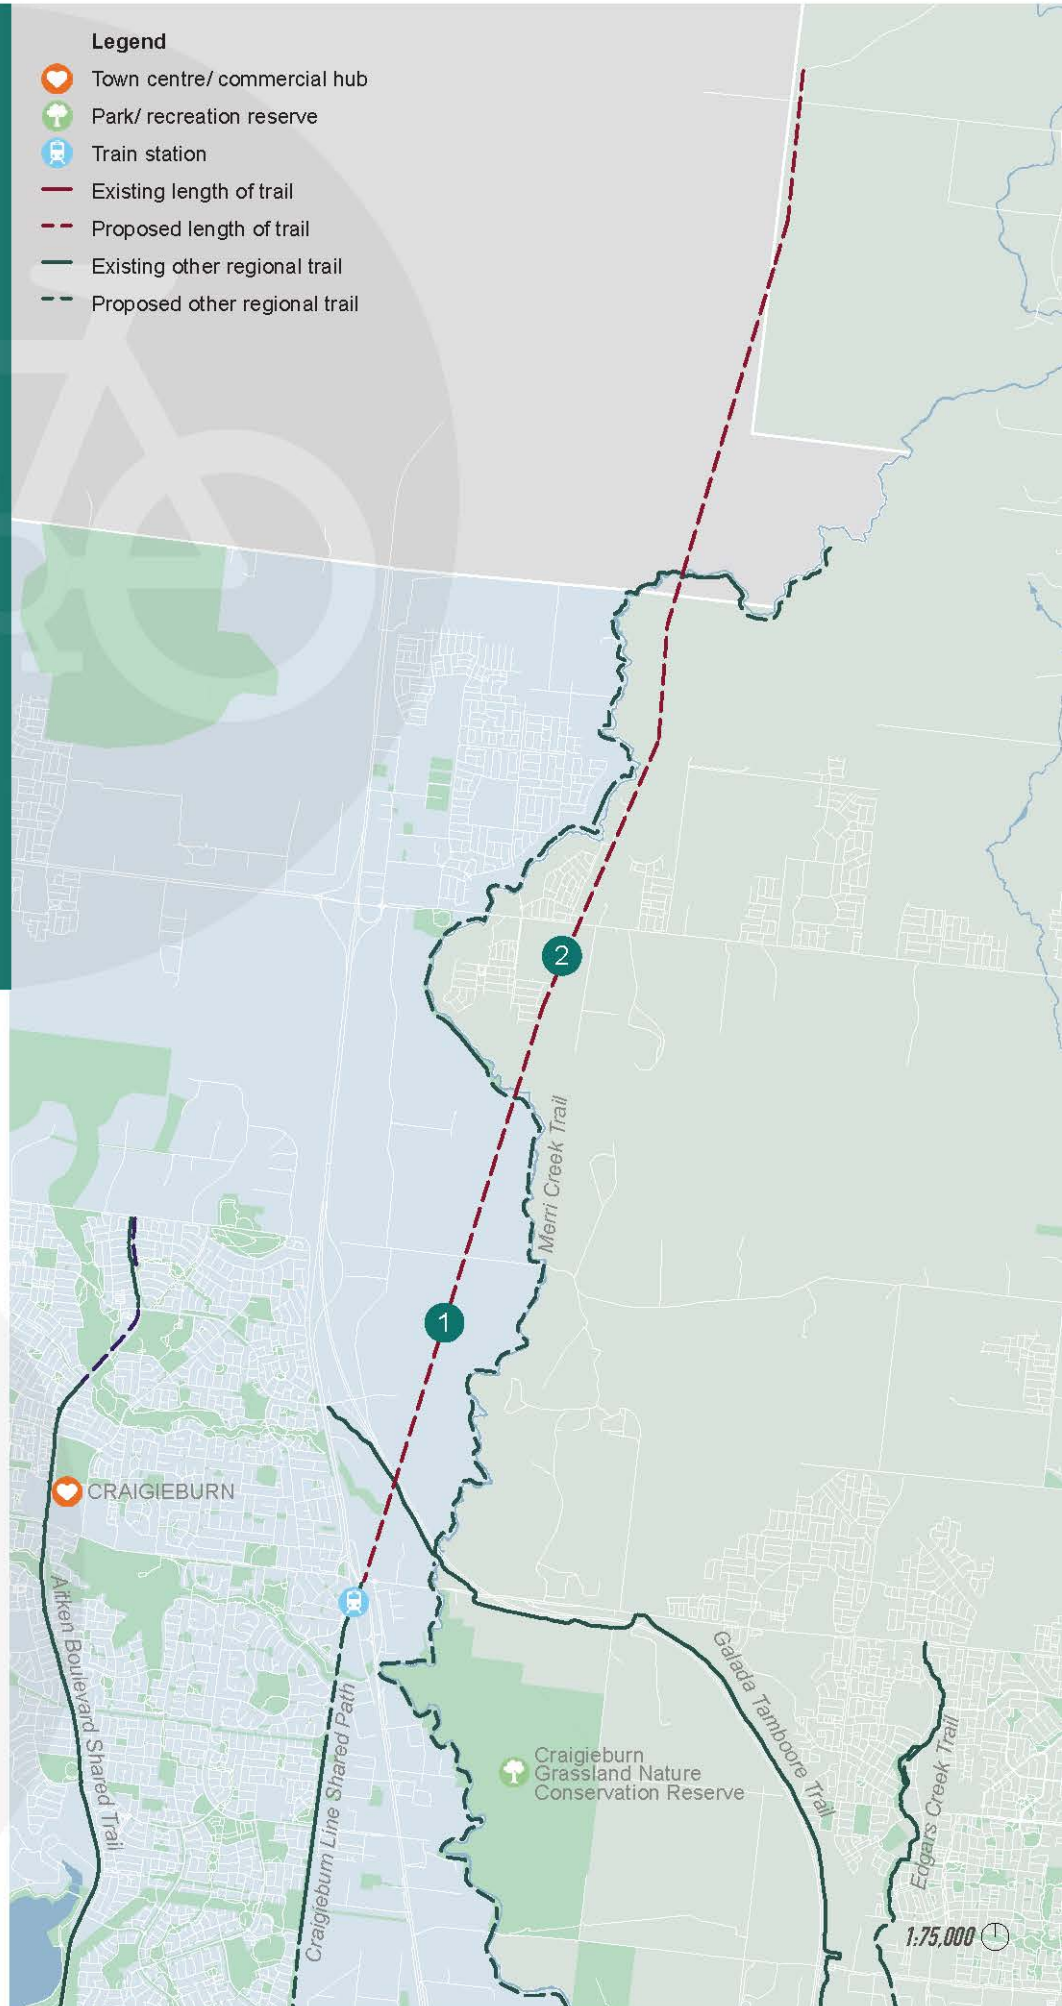 Legend
Town centre/ commercial hub
Park/ recreation reserve
Train station
Existing length of trail
Proposed length of trail
Existing other regional trail
Proposed other regional trail
2
Merri Creek Trail
1
CRAIGIEBURN
Aitken Boulevard Shared Trail
Craigieburn Line Shared Path
Galada Tamboore Trail
Edgars Creek Trail
Craigieburn
Grassland Nature
Conservation Reserve
1:75,000